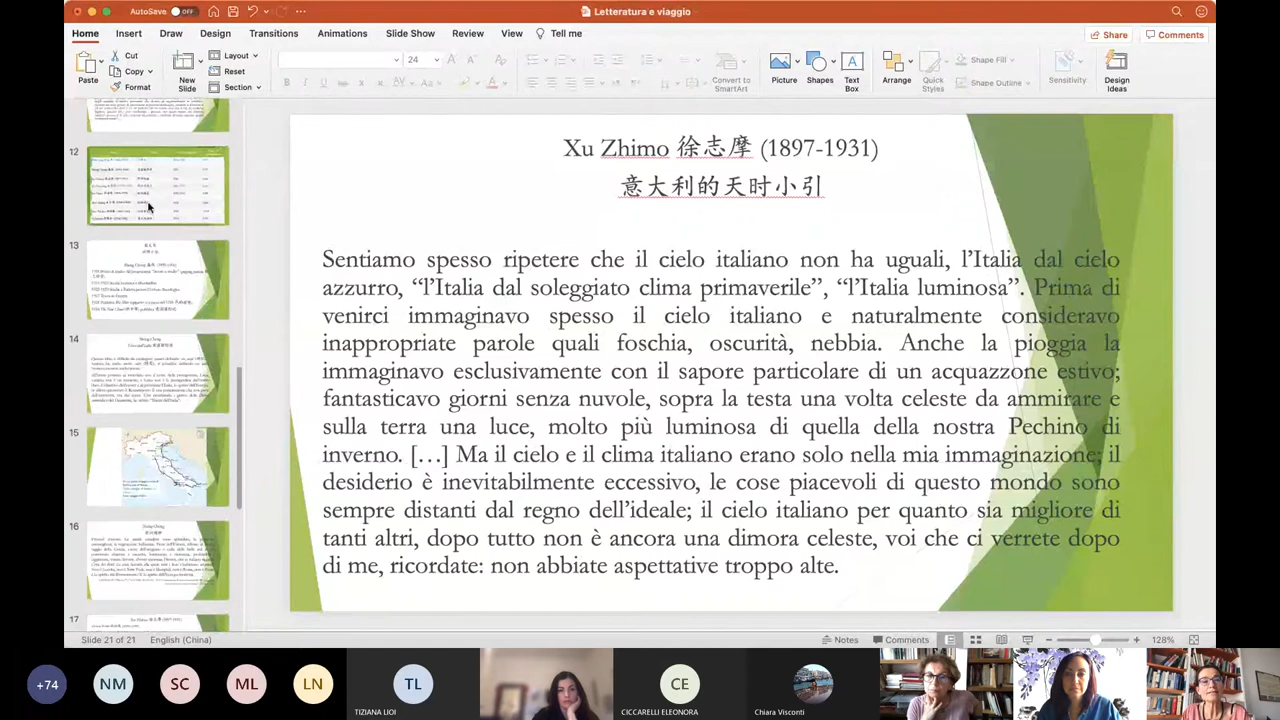 AutoSave OFF
Letteratura e viaggio
Home Insert Draw Design Transitions Animations Slide Show Review View Tell me
Share Comments
Paste
Cut
Copy
Format
New Slide
Layout
Reset
Section
Convert to SmartArt
Picture
Shapes
Text Box
Arrange
Quick Styles
Shape Fill
Shape Outline
Sensitivity
Design Ideas
12
13
14
15
16
17
Xu Zhimo 徐志摩 (1897-1931)
意大利的天时小引
Sentiamo spesso ripetere che il cielo italiano non ha uguali, l’Italia dal cielo
azzurro, “l’Italia dal soleggiato clima primaverile”, “l’Italia luminosa”. Prima di
venirci immaginavo spesso il cielo italiano e naturalmente consideravo
inappropriate parole quali foschia, oscurità, nebbia. Anche la pioggia la
immaginavo esclusivamente con il sapore particolare di un acquazzone estivo;
fantasticavo giorni senza nuvole, sopra la testa una volta celeste da ammirare e
sulla terra una luce, molto più luminosa di quella della nostra Pechino di
inverno. […] Ma il cielo e il clima italiano erano solo nella mia immaginazione; il
desiderio è inevitabilmente eccessivo, le cose piacevoli di questo mondo sono
sempre distanti dal regno dell’ideale; il cielo italiano per quanto sia migliore di
tanti altri, dopo tutto non è ancora una dimora celeste, voi che ci verrete dopo
di me, ricordate: non abbiate aspettative troppo alte.
Slide 21 of 21 English (China)
Notes Comments 128%
+74 NM SC ML LN TL CE
TIZIANA LIOI
CICCARELLI ELEONORA
Chiara Visconti